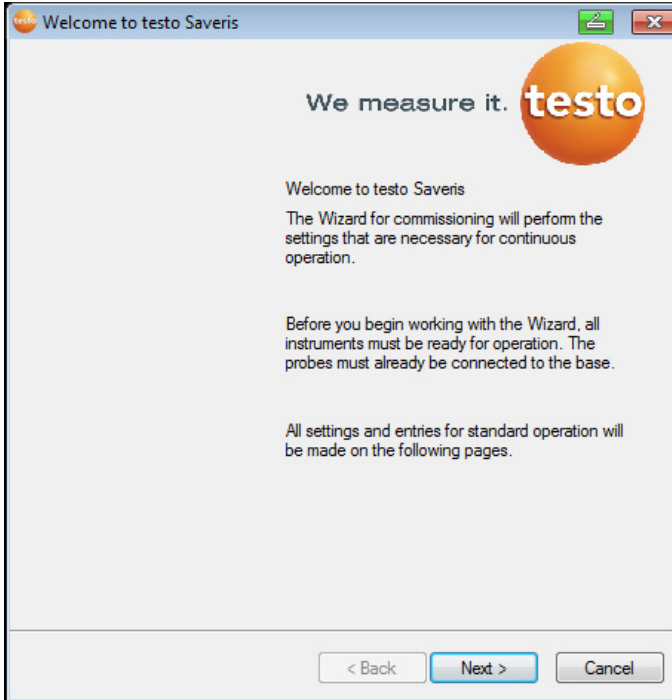 testo
Welcome to testo Saveris
We measure it.
testo
Welcome to testo Saveris
The Wizard for commissioning will perform the
settings that are necessary for continuous
operation.
Before you begin working with the Wizard, all
instruments must be ready for operation. The
probes must already be connected to the base.
All settings and entries for standard operation will
be made on the following pages.
< Back
Next >
Cancel